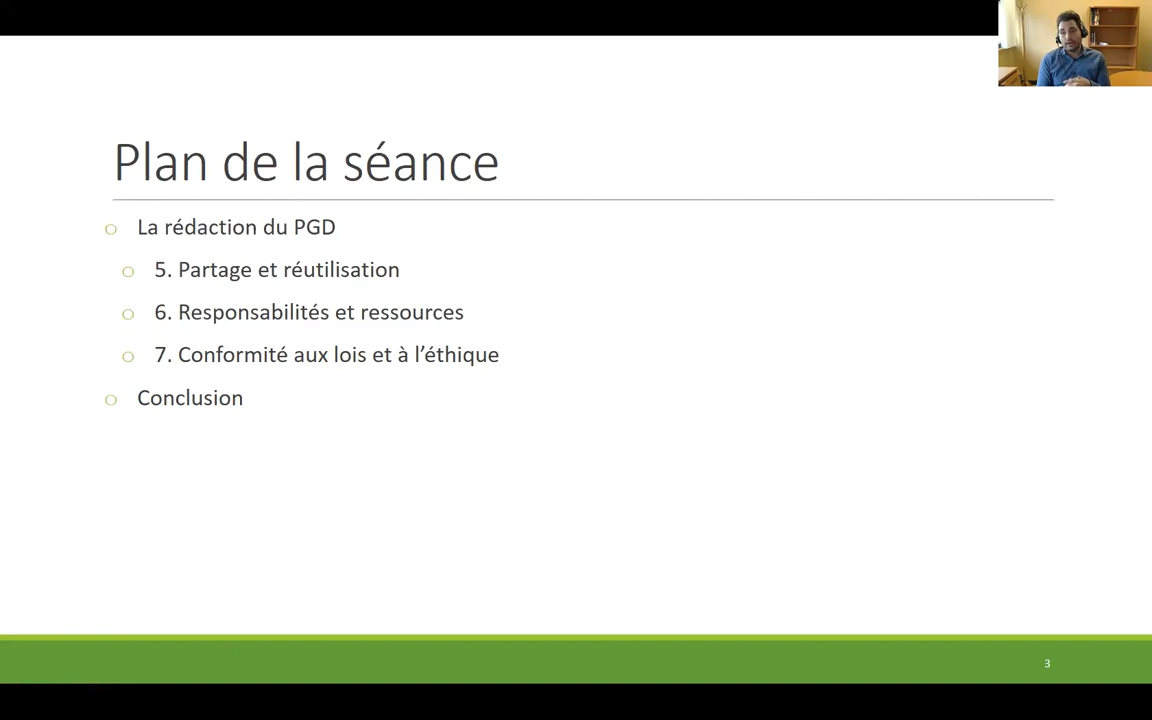 Plan de la séance
La rédaction du PGD
5. Partage et réutilisation
6. Responsabilités et ressources
7. Conformité aux lois et à l’éthique
Conclusion
3